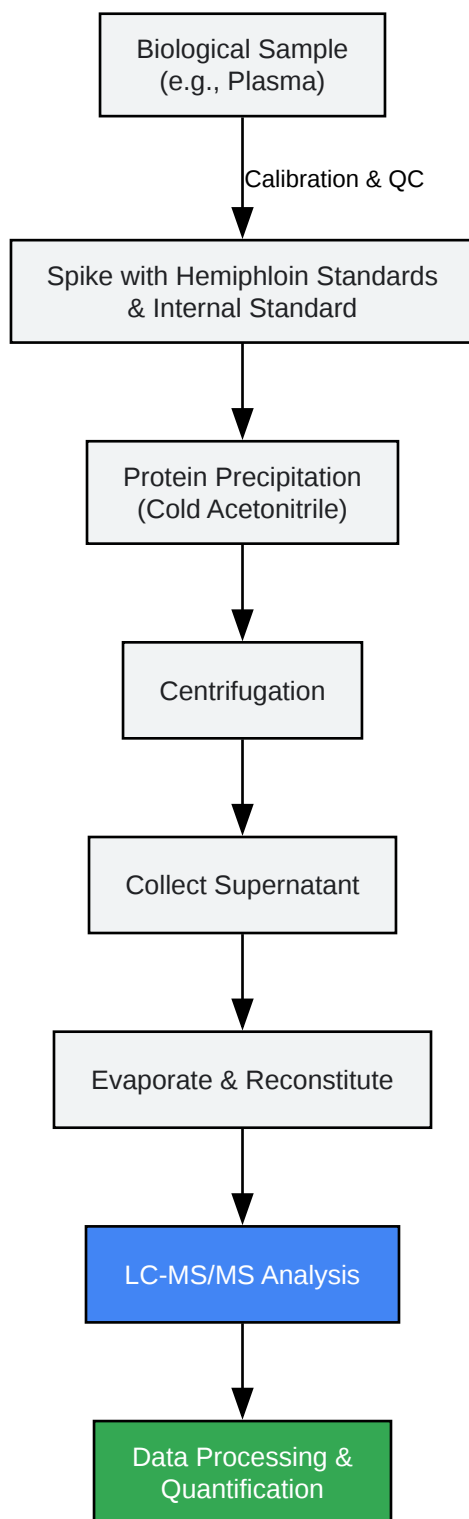 Biological Sample
(e.g., Plasma)
Calibration & QC
Spike with Hemiphloin Standards
& Internal Standard
Protein Precipitation
(Cold Acetonitrile)
Centrifugation
Collect Supernatant
Evaporate & Reconstitute
LC-MS/MS Analysis
Data Processing &
Quantification